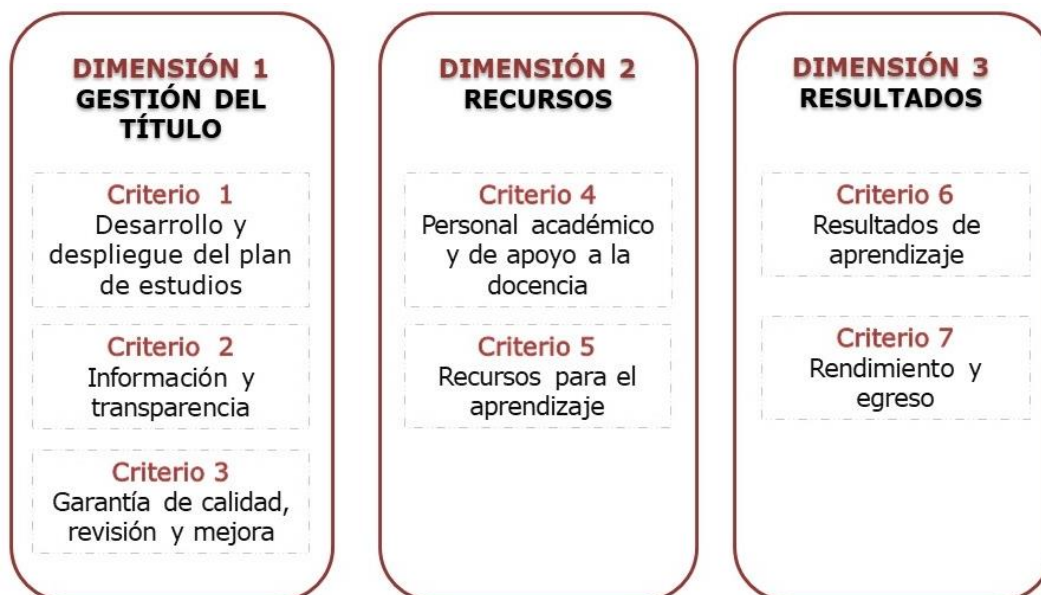 DIMENSIÓN 1
GESTIÓN DEL
TÍTULO
Criterio 1
Desarrollo y
despliegue del plan
de estudios
Criterio 2
Información y
transparencia
Criterio 3
Garantía de calidad,
revisión y mejora
DIMENSIÓN 2
RECURSOS
Criterio 4
Personal académico
y de apoyo a la
docencia
Criterio 5
Recursos para el
aprendizaje
DIMENSIÓN 3
RESULTADOS
Criterio 6
Resultados de
aprendizaje
Criterio 7
Rendimiento y
egreso